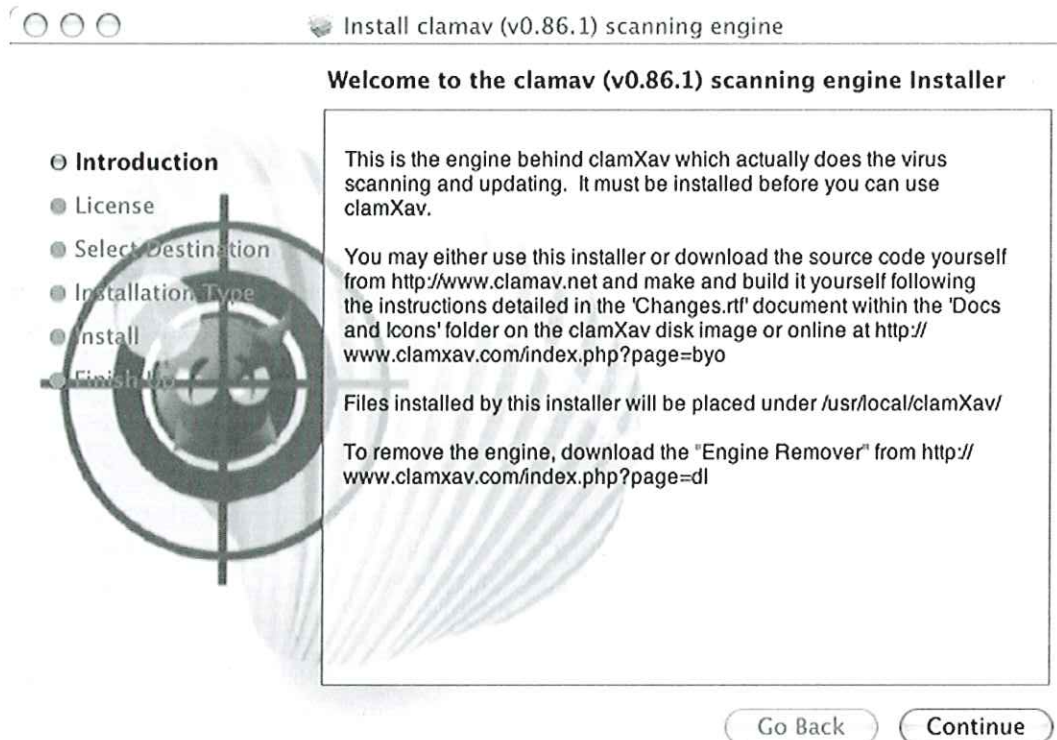 Install clamav (v0.86.1) scanning engine
Welcome to the clamav (v0.86.1) scanning engine Installer
Introduction
License
Select Destination
Installation Type
Install
Finish Up
This is the engine behind clamXav which actually does the virus
scanning and updating.  It must be installed before you can use
clamXav.
You may either use this installer or download the source code yourself
from http://www.clamav.net and make and build it yourself following
the instructions detailed in the 'Changes.rtf' document within the 'Docs
and Icons' folder on the clamXav disk image or online at http://
www.clamxav.com/index.php?page=byo
Files installed by this installer will be placed under /usr/local/clamXav/
To remove the engine, download the "Engine Remover" from http://
www.clamxav.com/index.php?page=dl
Go Back
Continue